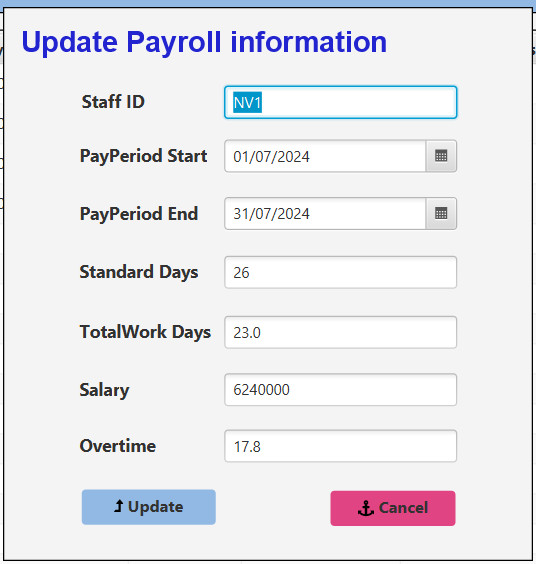 Update Payroll information
Staff ID NV1
PayPeriod Start 01/07/2024
PayPeriod End 31/07/2024
Standard Days 26
TotalWork Days 23.0
Salary 6240000
Overtime 17.8
Update Cancel